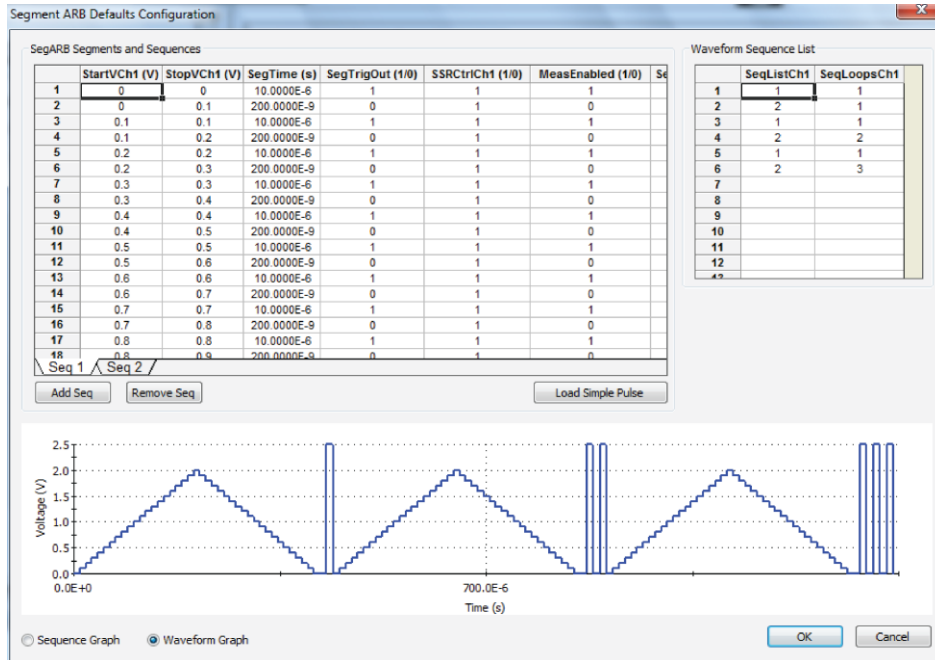 Segment ARB Defaults Configuration
SegARB Segments and Sequences
StartVCh1 (V) StopVCh1 (V) SegTime (s) SegTrigOut (1/0) SSRCtrlCh1 (1/0) MeasEnabled (1/0) Se
1 0 0 10.0000E-6 1 1 1
2 0 0.1 200.0000E-9 0 1 0
3 0.1 0.1 10.0000E-6 1 1 1
4 0.1 0.2 200.0000E-9 0 1 0
5 0.2 0.2 10.0000E-6 1 1 1
6 0.2 0.3 200.0000E-9 0 1 0
7 0.3 0.3 10.0000E-6 1 1 1
8 0.3 0.4 200.0000E-9 0 1 0
9 0.4 0.4 10.0000E-6 1 1 1
10 0.4 0.5 200.0000E-9 0 1 0
11 0.5 0.5 10.0000E-6 1 1 1
12 0.5 0.6 200.0000E-9 0 1 0
13 0.6 0.6 10.0000E-6 1 1 1
14 0.6 0.7 200.0000E-9 0 1 0
15 0.7 0.7 10.0000E-6 1 1 1
16 0.7 0.8 200.0000E-9 0 1 0
17 0.8 0.8 10.0000E-6 1 1 1
18 0.8 0.9 200.0000E-9 0 1 0
Seq 1 Seq 2
Add Seq Remove Seq Load Simple Pulse
Waveform Sequence List
SeqListCh1 SeqLoopsCh1
1 1 1
2 2 1
3 1 1
4 2 2
5 1 1
6 2 3
7
8
9
10
11
12
13
2.5
2.0
1.5
1.0
0.5
0.0
Voltage (V)
0.0E+0 700.0E-6
Time (s)
Sequence Graph Waveform Graph OK Cancel